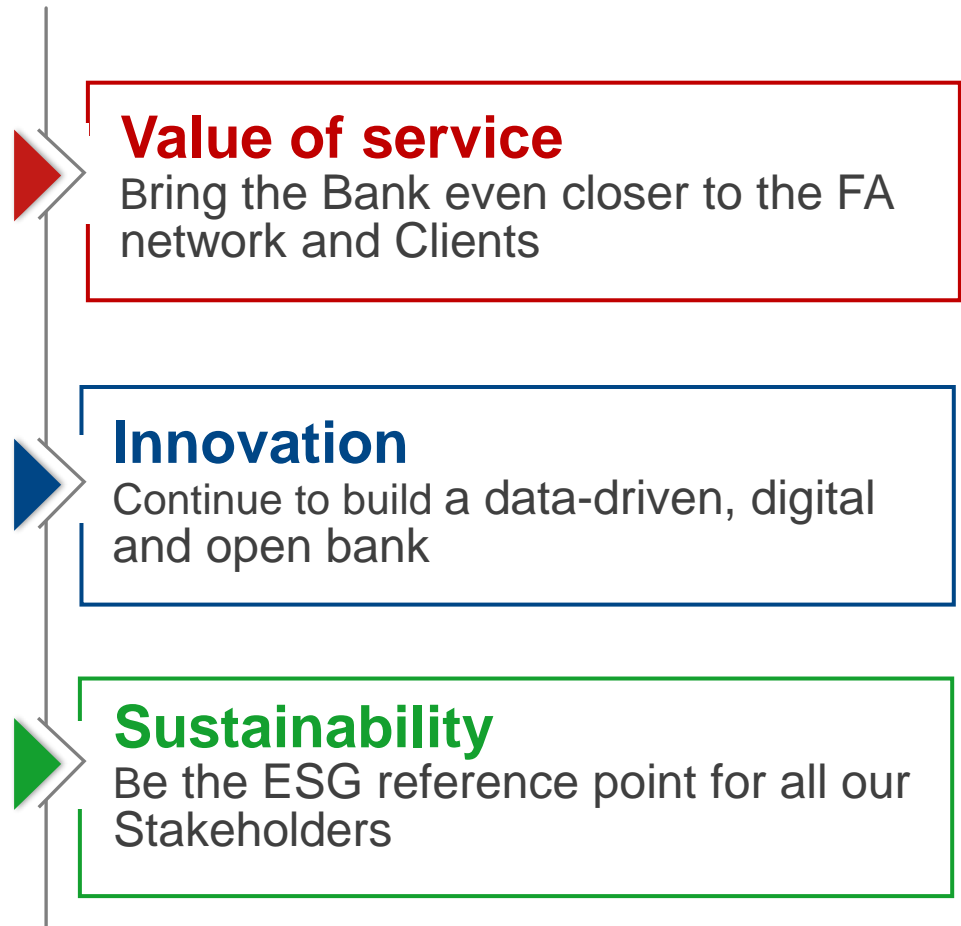 Value of service
Bring the Bank even closer to the FA
network and Clients
Innovation
Continue to build a data-driven, digital
and open bank
Sustainability
Be the ESG reference point for all our
Stakeholders